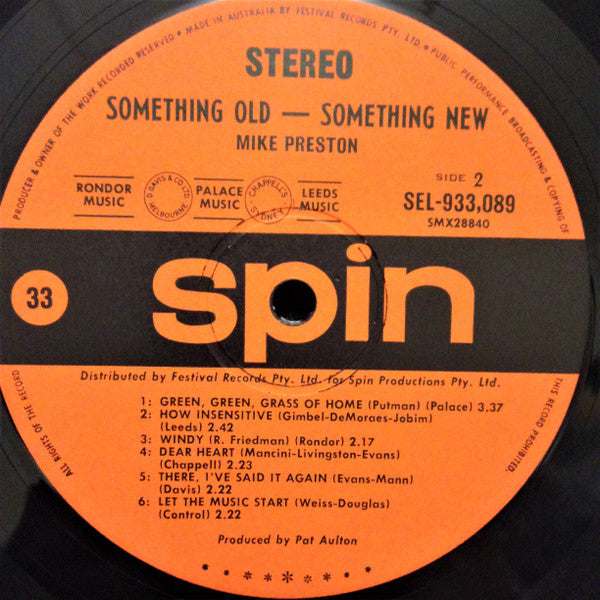 PRODUCER & OWNER OF THE WORK RECORDED RESERVED • MADE IN AUSTRALIA BY FESTIVAL RECORDS PTY. LTD. • PUBLIC PERFORMANCE BROADCASTING & COPYING OF
STEREO
SOMETHING OLD — SOMETHING NEW
MIKE PRESTON
SIDE 2
RONDOR MUSIC
D. DAVIS & CO. LTD. MELBOURNE
PALACE MUSIC
CHAPPELL'S SYDNEY
LEEDS MUSIC
SEL-933,089
SMX28840
33
spin
Distributed by Festival Records Pty. Ltd. for Spin Productions Pty. Ltd.
ALL RIGHTS OF THE RECORD
THIS RECORD PROHIBITED.
1: GREEN, GREEN, GRASS OF HOME (Putman) (Palace) 3.37
2: HOW INSENSITIVE (Gimbel-DeMoraes-Jobim)
(Leeds) 2.42
3: WINDY (R. Friedman) (Rondor) 2.17
4: DEAR HEART (Mancini-Livingston-Evans)
(Chappell) 2.23
5: THERE, I'VE SAID IT AGAIN (Evans-Mann)
(Davis) 2.22
6: LET THE MUSIC START (Weiss-Douglas)
(Control) 2.22
Produced by Pat Aulton